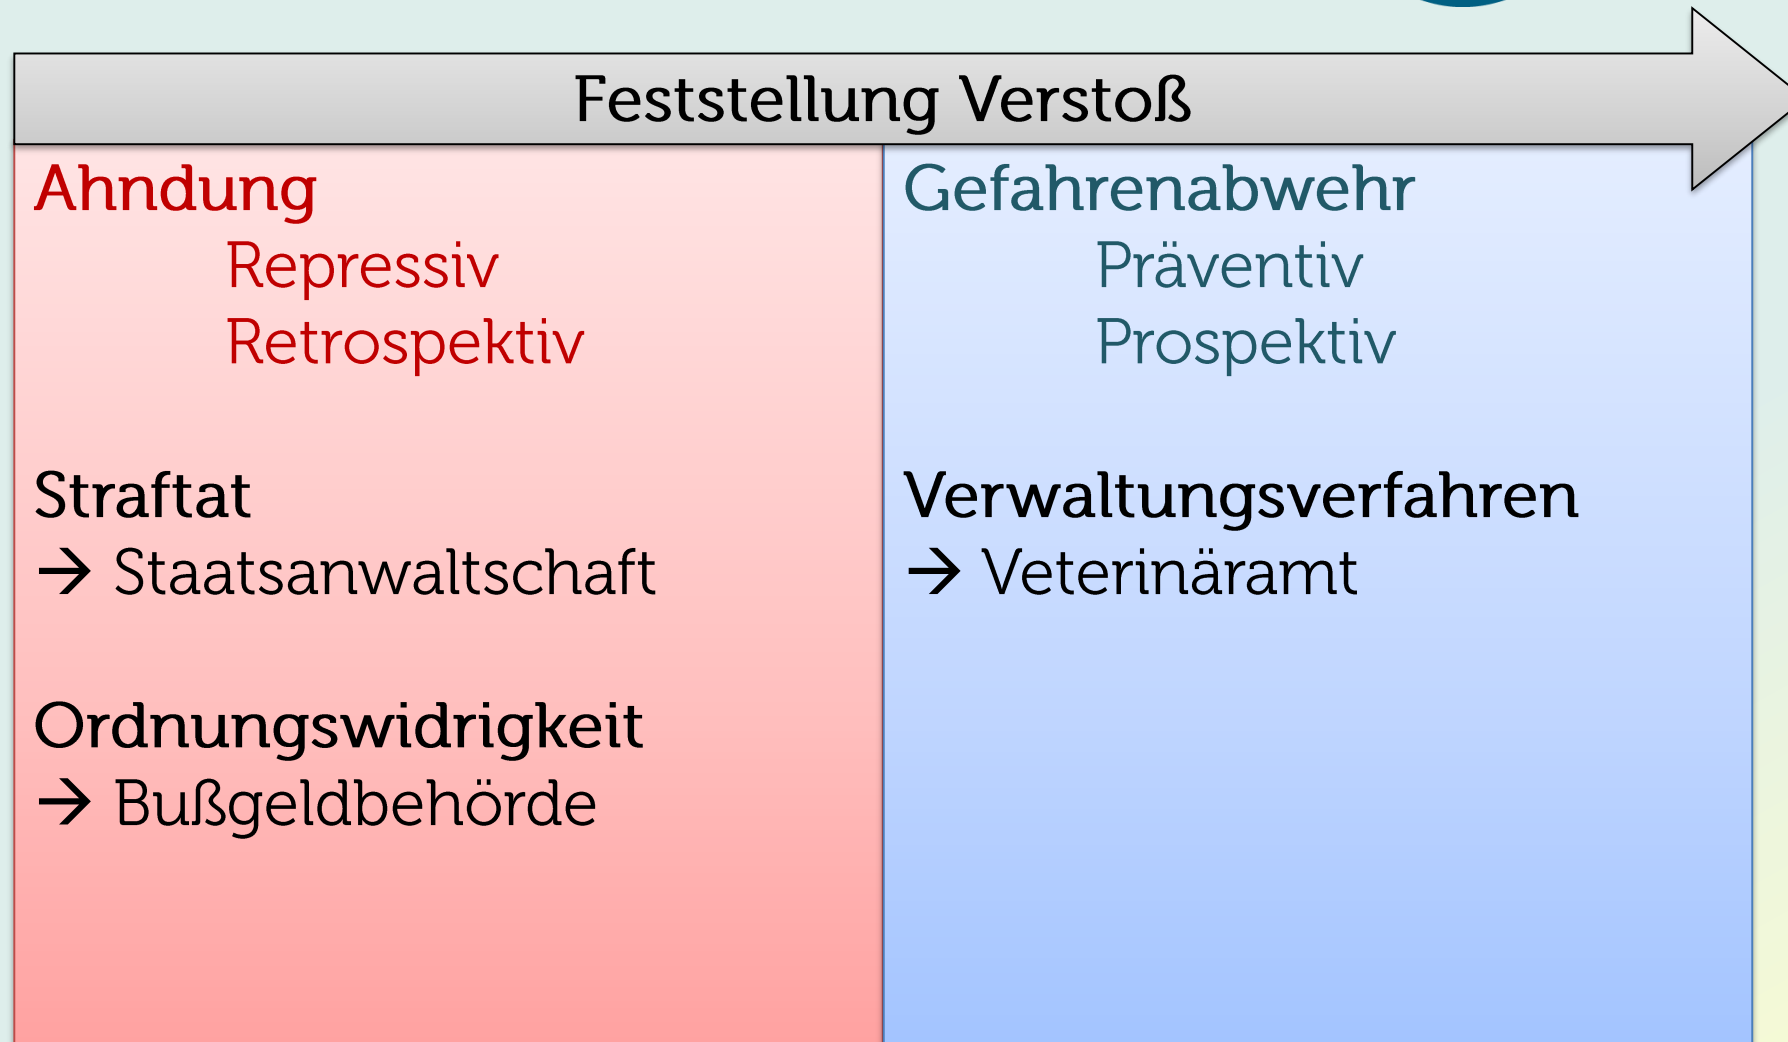 Feststellung Verstoß
Ahndung
Repressiv
Retrospektiv
Straftat
→ Staatsanwaltschaft
Ordnungswidrigkeit
→ Bußgeldbehörde
Gefahrenabwehr
Präventiv
Prospektiv
Verwaltungsverfahren
→ Veterinäramt